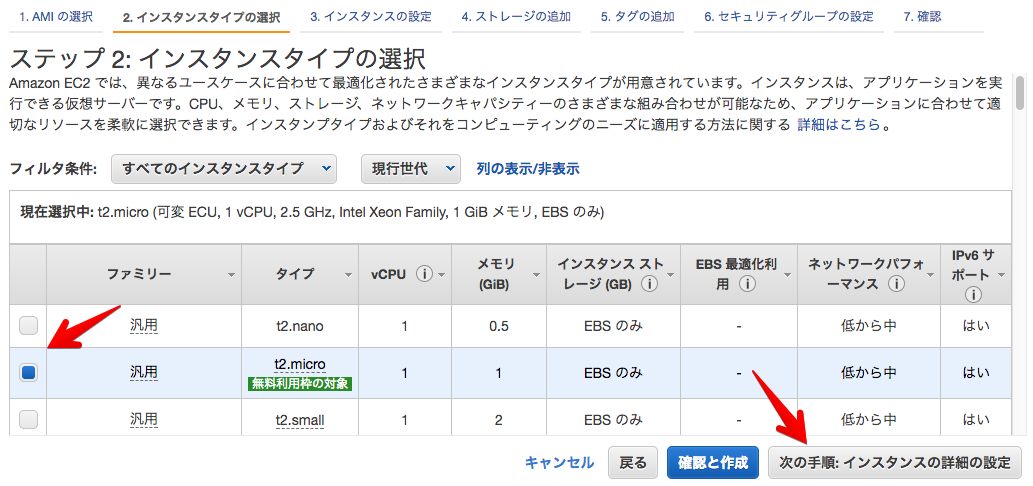 1. AMI の選択 2. インスタンスタイプの選択 3. インスタンスの設定 4. ストレージの追加 5. タグの追加 6. セキュリティグループの設定 7. 確認
ステップ 2: インスタンスタイプの選択
Amazon EC2 では、異なるユースケースに合わせて最適化されたさまざまなインスタンスタイプが用意されています。インスタンスは、アプリケーションを実
行できる仮想サーバーです。CPU、メモリ、ストレージ、ネットワークキャパシティーのさまざまな組み合わせが可能なため、アプリケーションに合わせて適
切なリソースを柔軟に選択できます。インスタンプタイプおよびそれをコンピューティングのニーズに適用する方法に関する 詳細はこちら。
フィルタ条件: すべてのインスタンスタイプ 現行世代 列の表示/非表示
現在選択中: t2.micro (可変 ECU, 1 vCPU, 2.5 GHz, Intel Xeon Family, 1 GiB メモリ, EBS のみ)
ファミリー タイプ vCPU i メモリ (GiB) インスタンス ストレージ (GB) i EBS 最適化利用 i ネットワークパフォーマンス i IPv6 サポート i
汎用 t2.nano 1 0.5 EBS のみ - 低から中 はい
汎用 t2.micro 無料利用枠の対象 1 1 EBS のみ - 低から中 はい
汎用 t2.small 1 2 EBS のみ - 低から中 はい
キャンセル 戻る 確認と作成 次の手順: インスタンスの詳細の設定